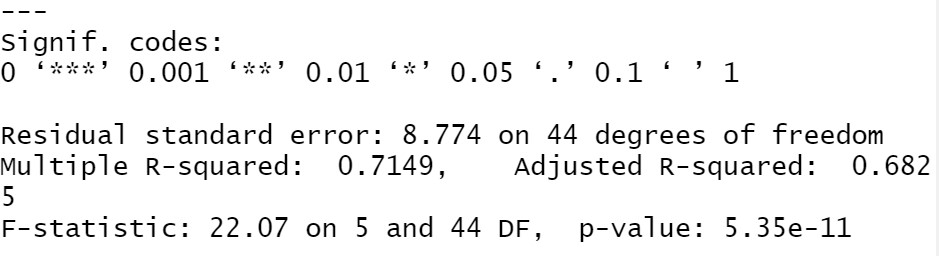 ---
Signif. codes:
0 ‘***’ 0.001 ‘**’ 0.01 ‘*’ 0.05 ‘.’ 0.1 ‘ ’ 1
Residual standard error: 8.774 on 44 degrees of freedom
Multiple R-squared:  0.7149,    Adjusted R-squared:  0.682
5
F-statistic: 22.07 on 5 and 44 DF,  p-value: 5.35e-11